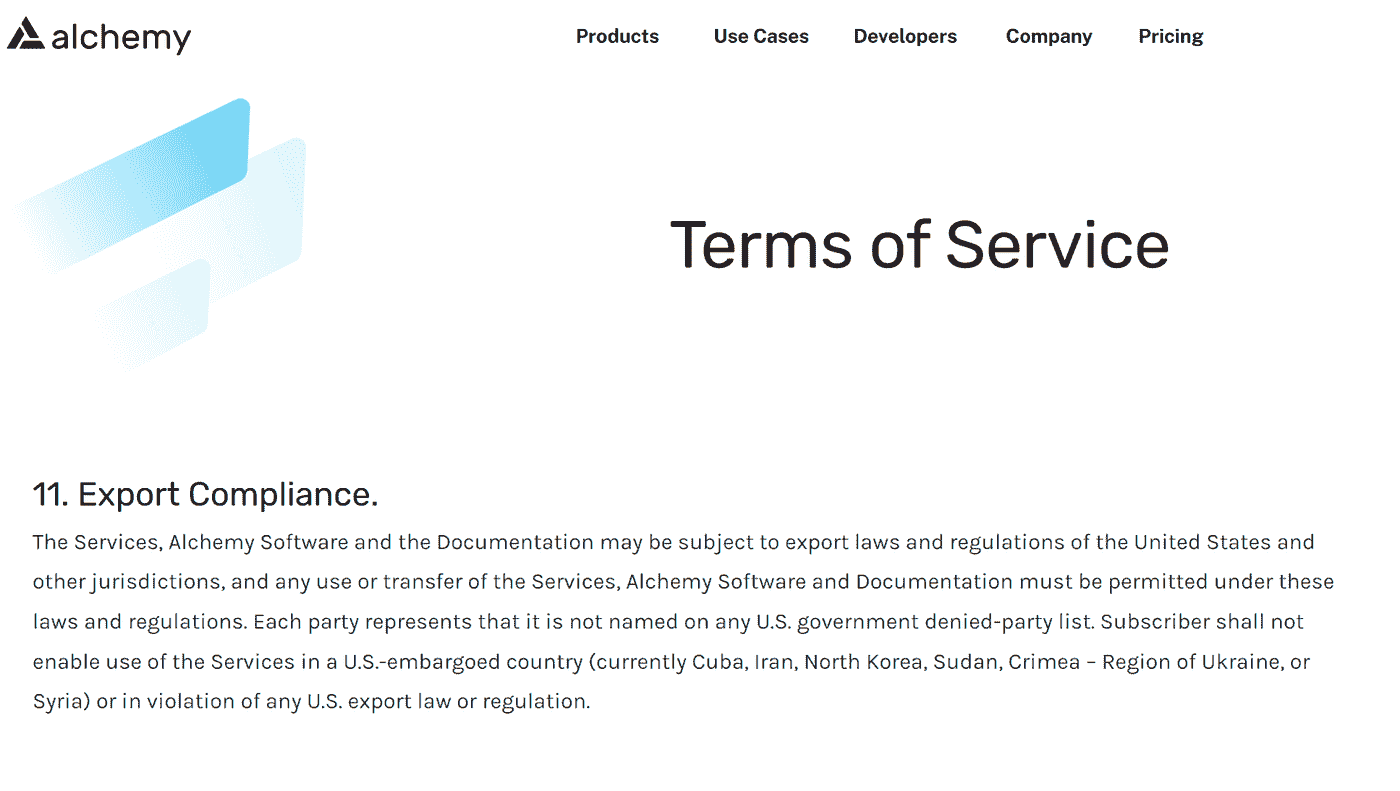 alchemy
Products Use Cases Developers Company Pricing
Terms of Service
11. Export Compliance.
The Services, Alchemy Software and the Documentation may be subject to export laws and regulations of the United States and
other jurisdictions, and any use or transfer of the Services, Alchemy Software and Documentation must be permitted under these
laws and regulations. Each party represents that it is not named on any U.S. government denied-party list. Subscriber shall not
enable use of the Services in a U.S.-embargoed country (currently Cuba, Iran, North Korea, Sudan, Crimea – Region of Ukraine, or
Syria) or in violation of any U.S. export law or regulation.